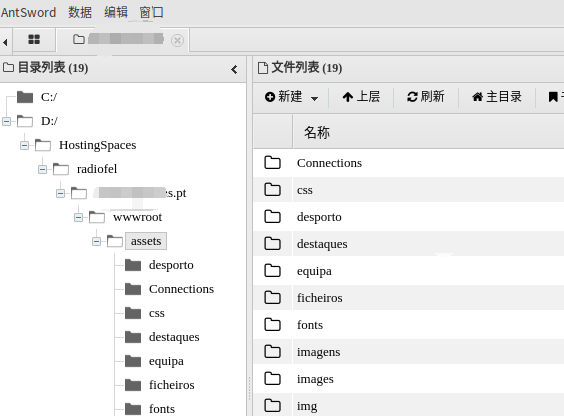 AntSword 数据 编辑 窗口
目录列表 (19)
C:/
D:/
HostingSpaces
radiofel
s.pt
wwwroot
assets
desporto
Connections
css
destaques
equipa
ficheiros
fonts
文件列表 (19)
新建 上层 刷新 主目录
名称
Connections
css
desporto
destaques
equipa
ficheiros
fonts
imagens
images
img